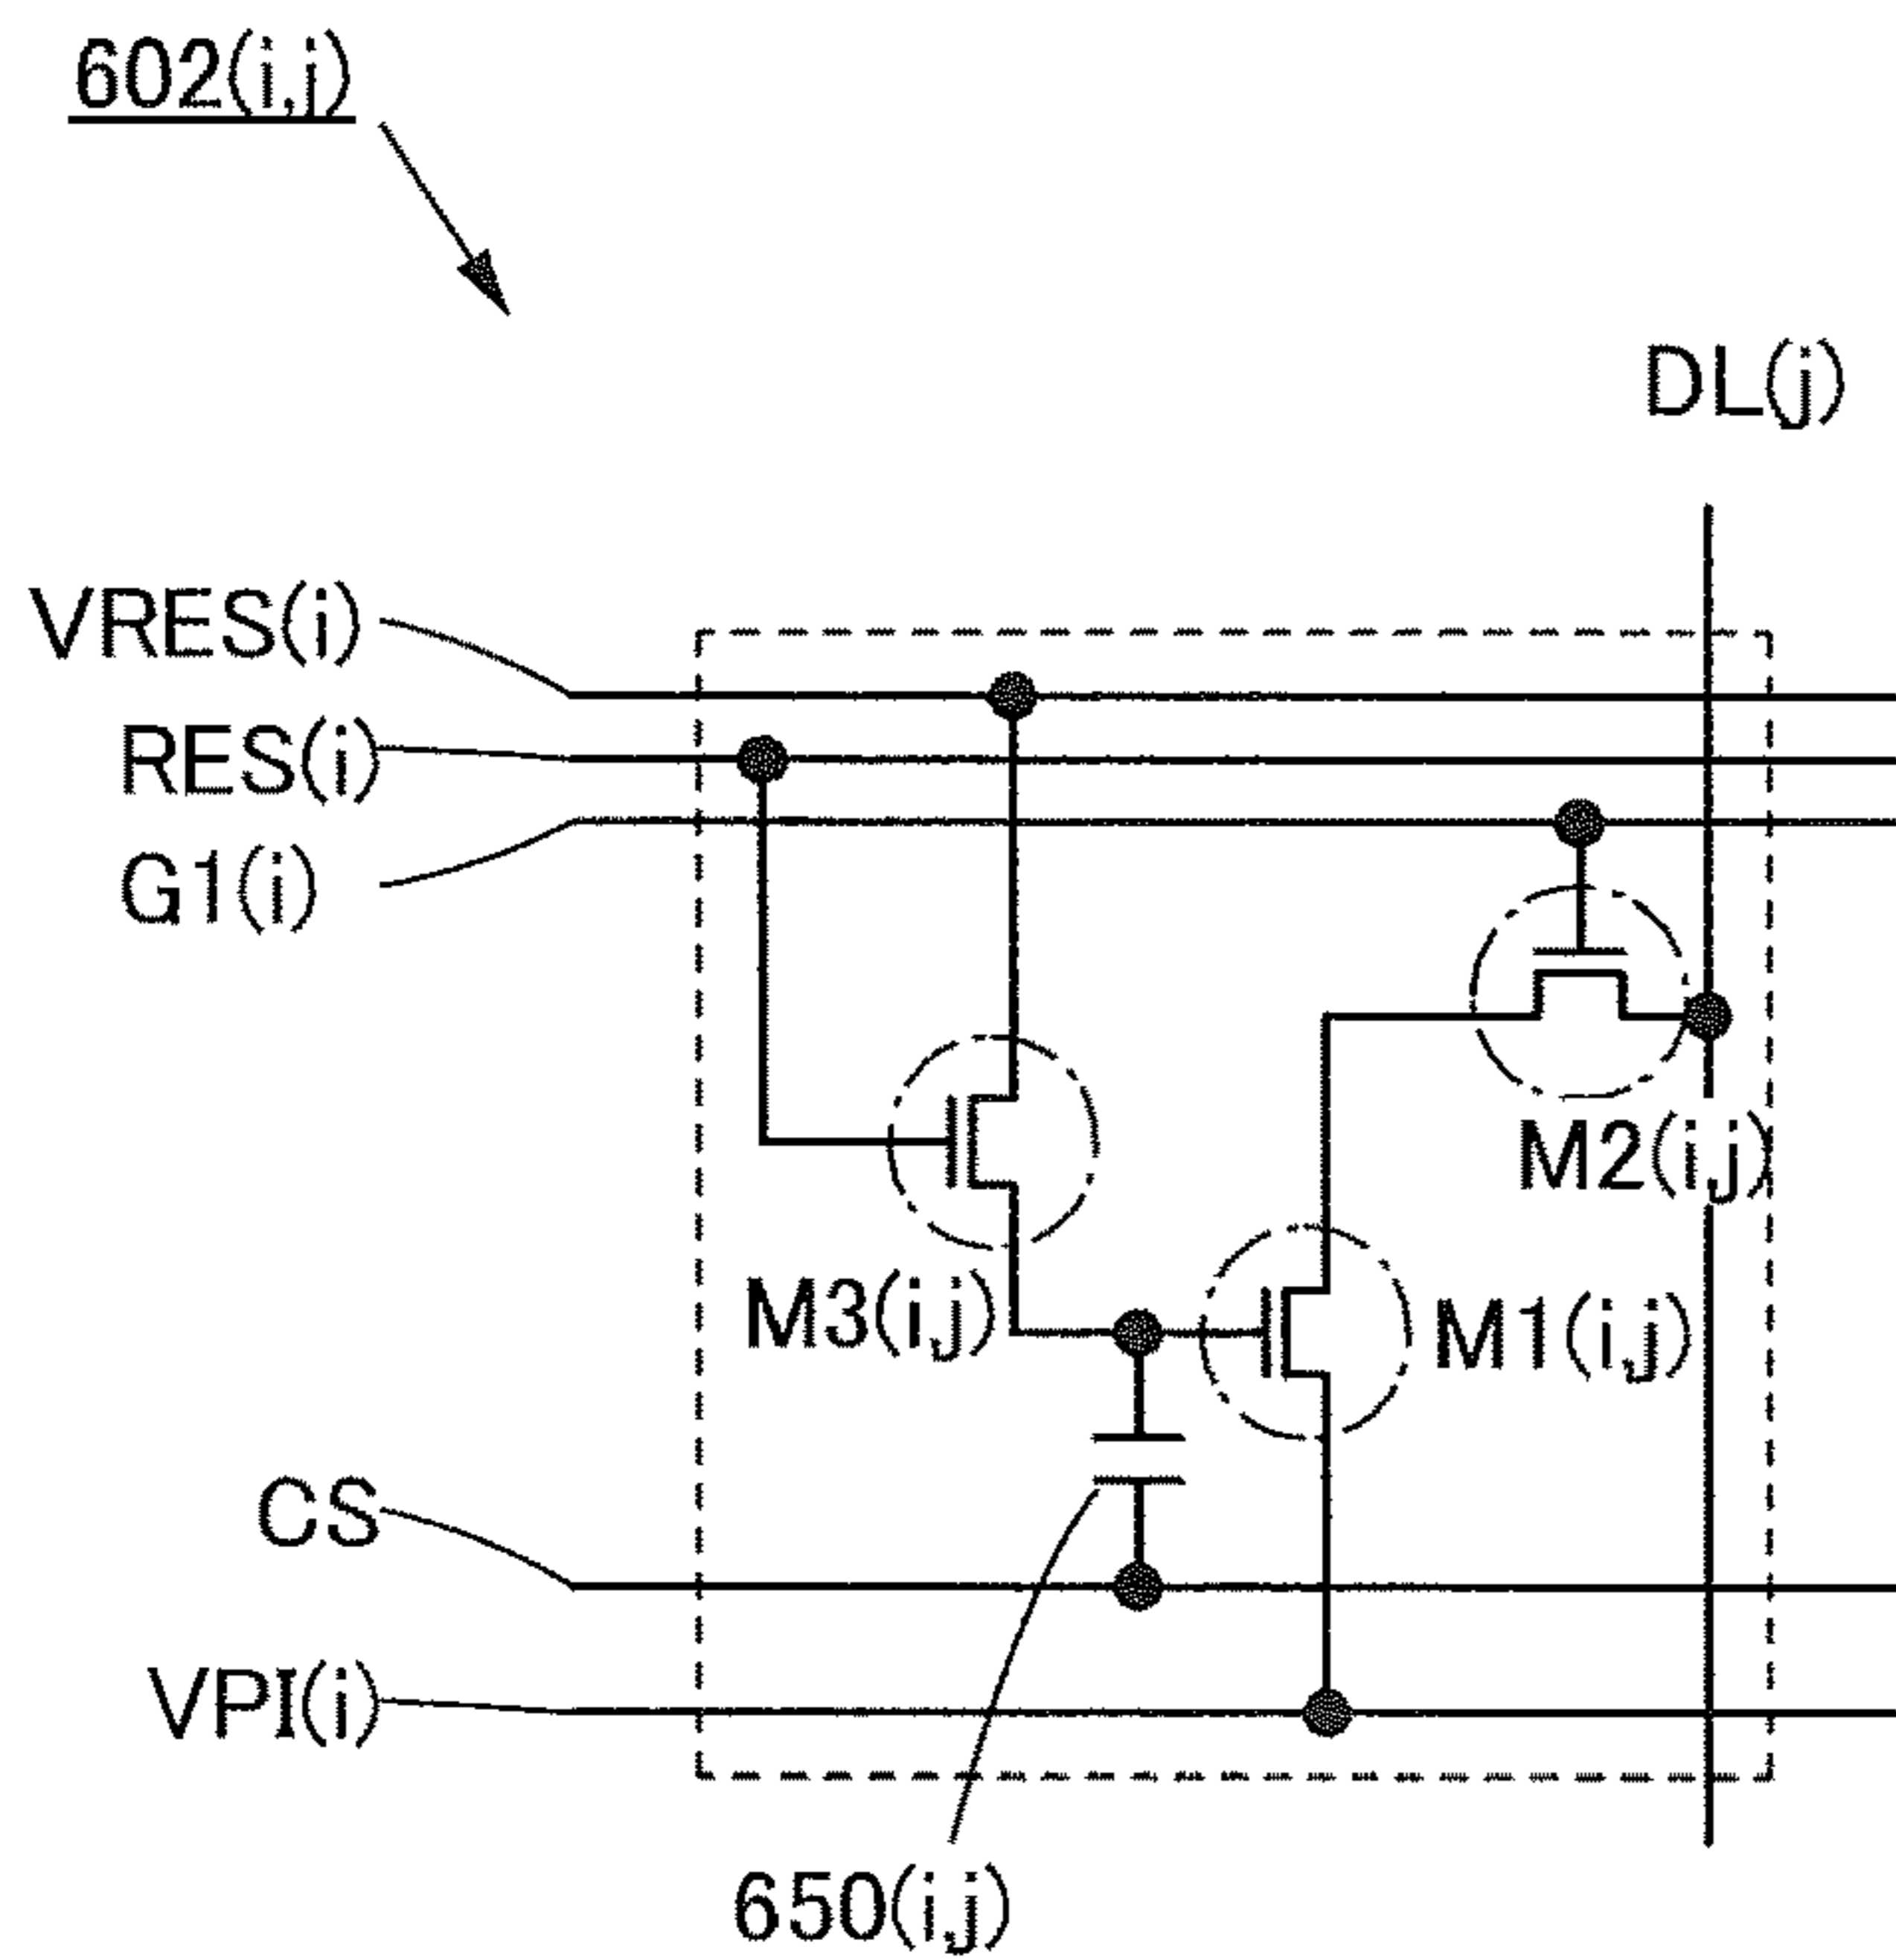 602(i,j)
DL(j)
VRES(i)
RES(i)
G1(i)
M2(i,j)
M3(i,j)
M1(i,j)
CS
VPI(i)
650(i,j)